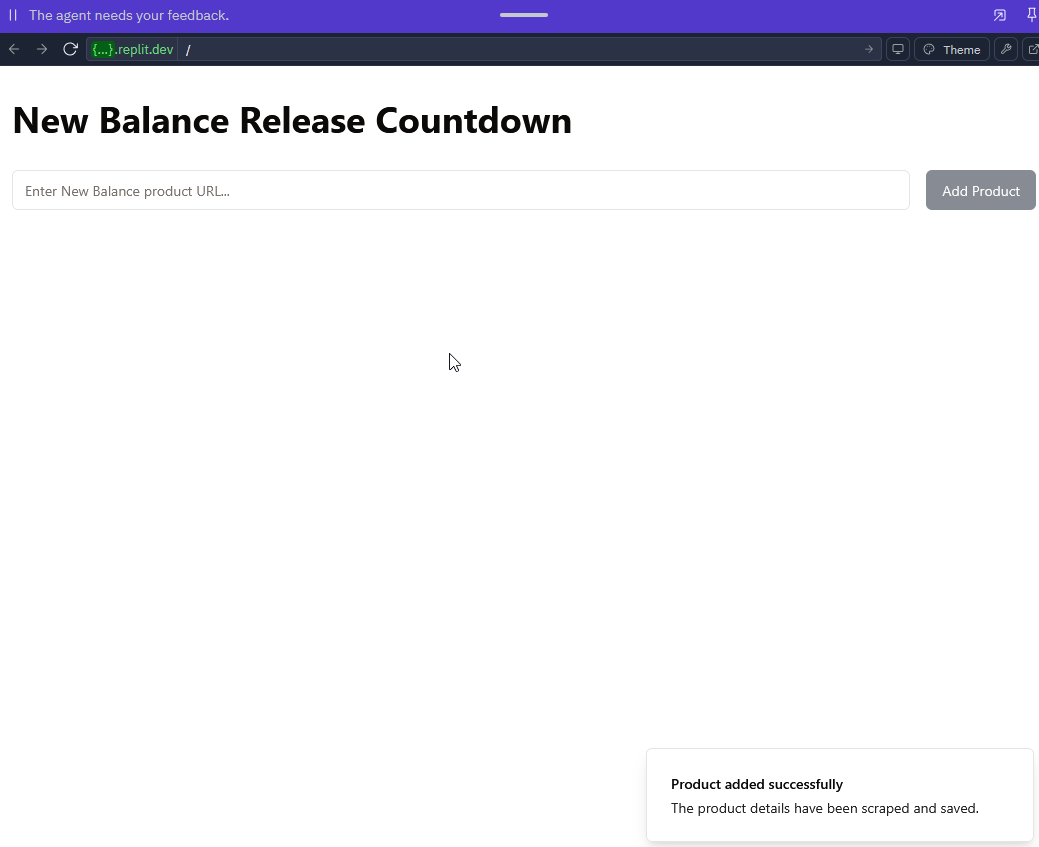 The agent needs your feedback.
{...}.replit.dev /
Theme
New Balance Release Countdown
Enter New Balance product URL...
Add Product
Product added successfully
The product details have been scraped and saved.